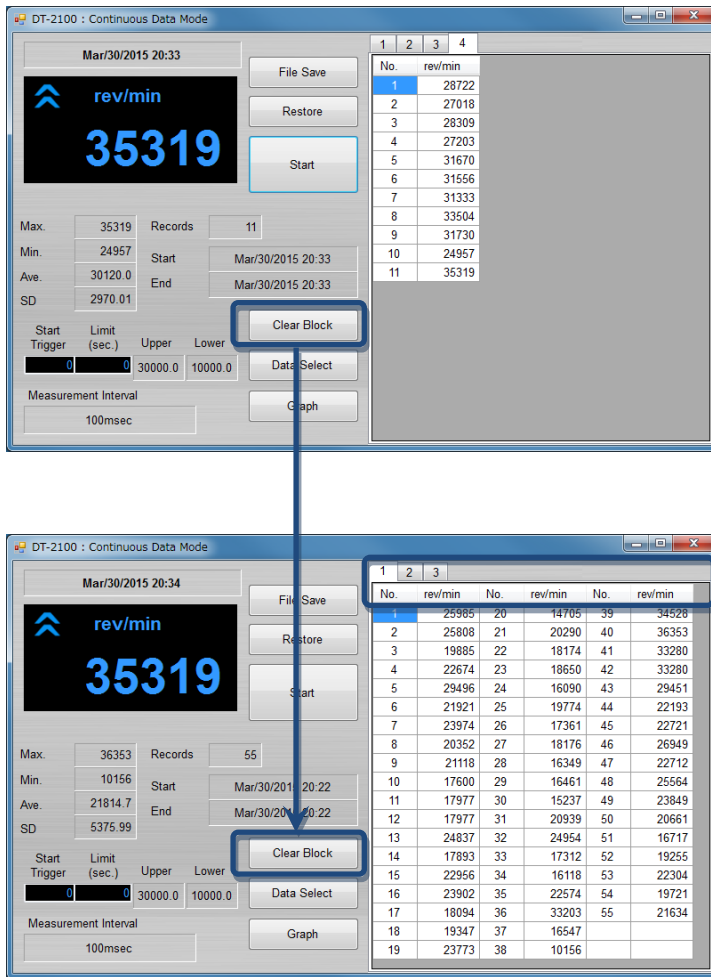 DT-2100 : Continuous Data Mode
Mar/30/2015 20:33
rev/min
35319
File Save
Restore
Start
Max. 35319 Records 11
Min. 24957 Start Mar/30/2015 20:33
Ave. 30120.0 End Mar/30/2015 20:33
SD 2970.01
Clear Block
Start Trigger Limit (sec.) Upper Lower
0 0 30000.0 10000.0
Data Select
Measurement Interval
100msec
Graph
1 2 3 4
No. rev/min
1 28722
2 27018
3 28309
4 27203
5 31670
6 31556
7 31333
8 33504
9 31730
10 24957
11 35319
DT-2100 : Continuous Data Mode
Mar/30/2015 20:34
rev/min
35319
File Save
Restore
Start
Max. 36353 Records 55
Min. 10156 Start Mar/30/2015 20:22
Ave. 21814.7 End Mar/30/2015 20:22
SD 5375.99
Clear Block
Start Trigger Limit (sec.) Upper Lower
0 0 30000.0 10000.0
Data Select
Measurement Interval
100msec
Graph
1 2 3
No. rev/min No. rev/min No. rev/min
1 25985 20 14705 39 34528
2 25808 21 20290 40 36353
3 19885 22 18174 41 33280
4 22674 23 18650 42 33280
5 29496 24 16090 43 29451
6 21921 25 19774 44 22193
7 23974 26 17361 45 22721
8 20352 27 18176 46 26949
9 21118 28 16349 47 22712
10 17600 29 16461 48 25564
11 17977 30 15237 49 23849
12 17977 31 20939 50 20661
13 24837 32 24954 51 16717
14 17893 33 17312 52 19255
15 22956 34 16118 53 22304
16 23902 35 22574 54 19721
17 18094 36 33203 55 21634
18 19347 37 16547
19 23773 38 10156